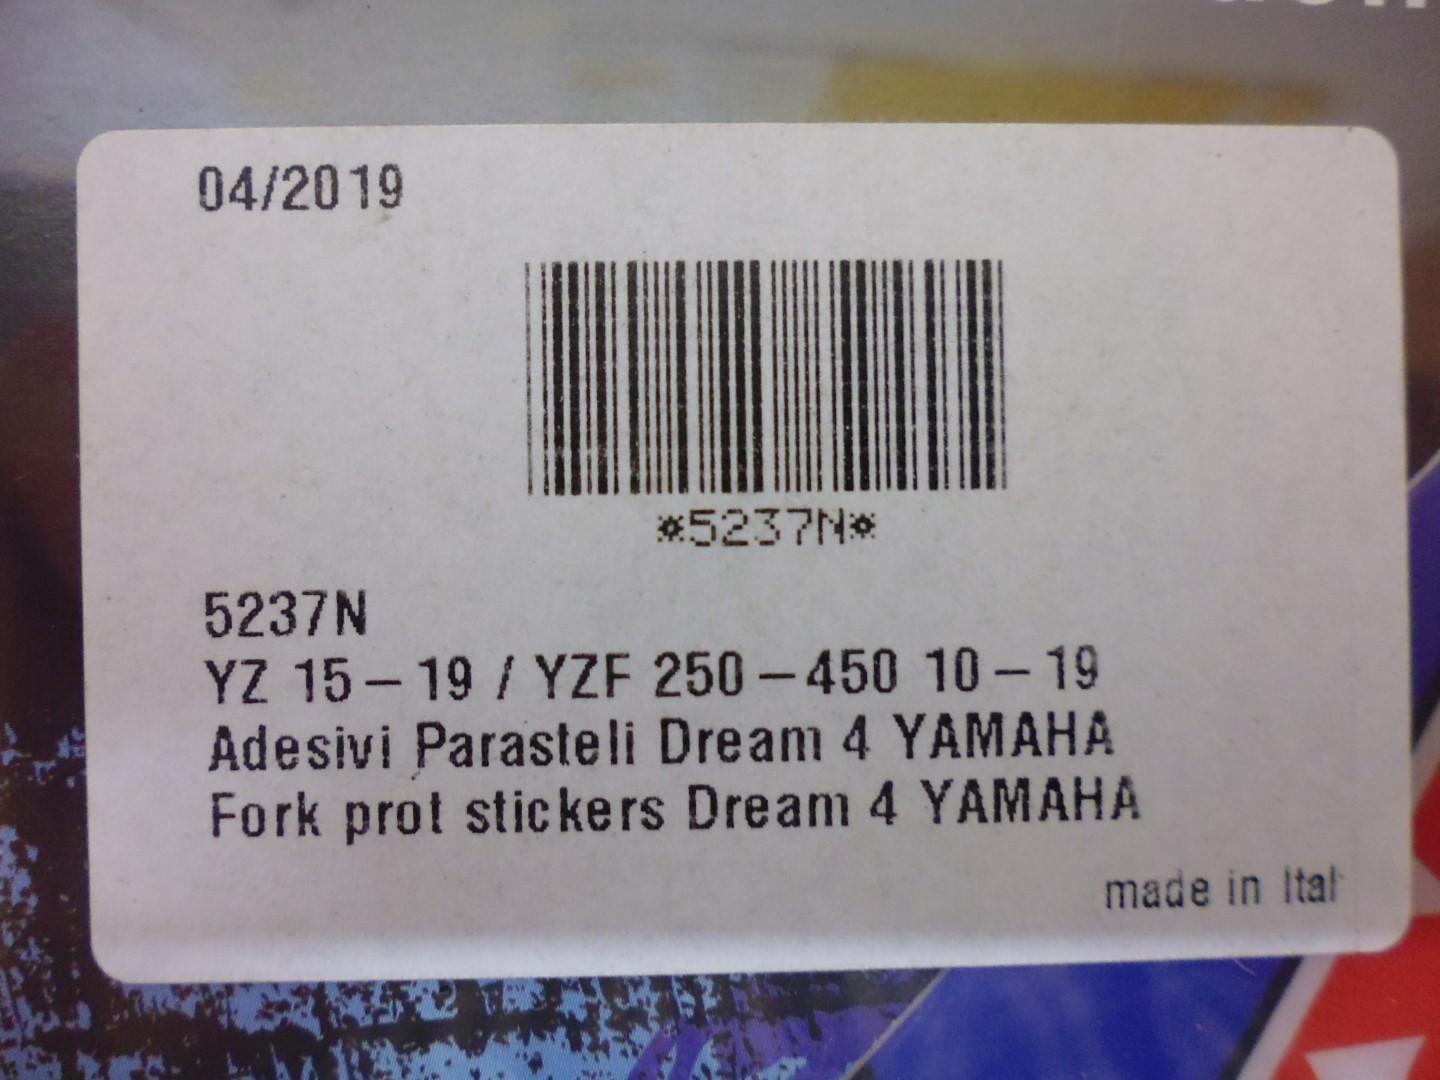 04/2019
*5237N*
5237N
YZ 15-19 / YZF 250-450 10-19
Adesivi Parasteli Dream 4 YAMAHA
Fork prot stickers Dream 4 YAMAHA
made in Ital